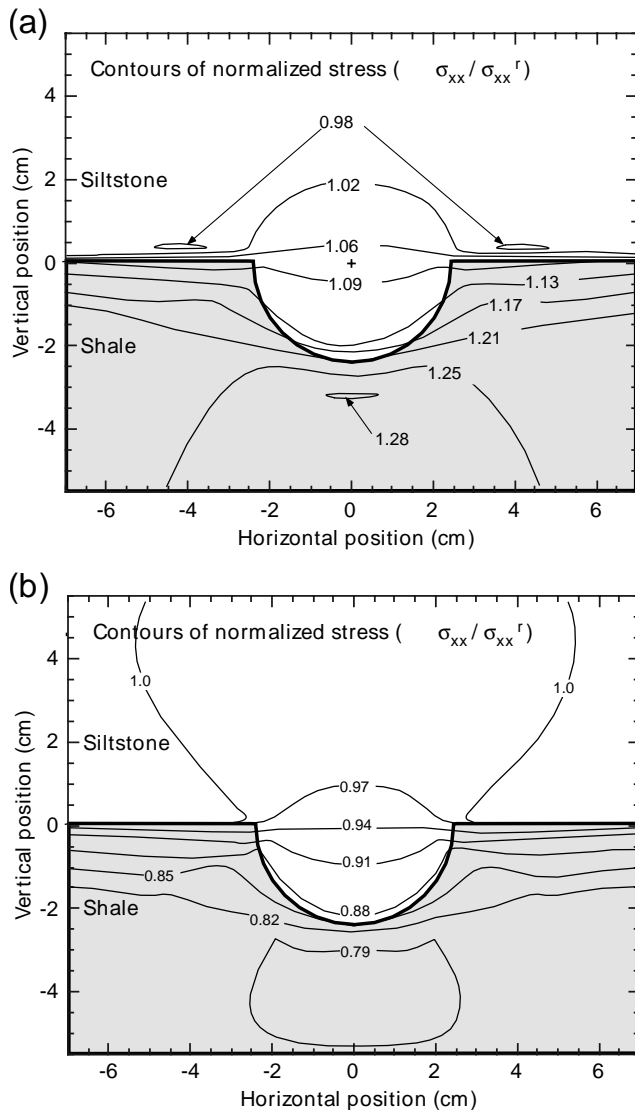 (a)
Contours of normalized stress ( σxx / σxx r)
0.98
4
2
0
-2
-4
Vertical position (cm)
Siltstone
1.02
1.06
+
1.09
1.13
1.17
1.21
1.25
1.28
Shale
-6 -4 -2 0 2 4 6
Horizontal position (cm)
(b)
Contours of normalized stress ( σxx / σxx r)
4
2
0
-2
-4
Vertical position (cm)
1.0
1.0
Siltstone
0.97
0.94
0.91
0.85
0.88
Shale
0.82
0.79
-6 -4 -2 0 2 4 6
Horizontal position (cm)